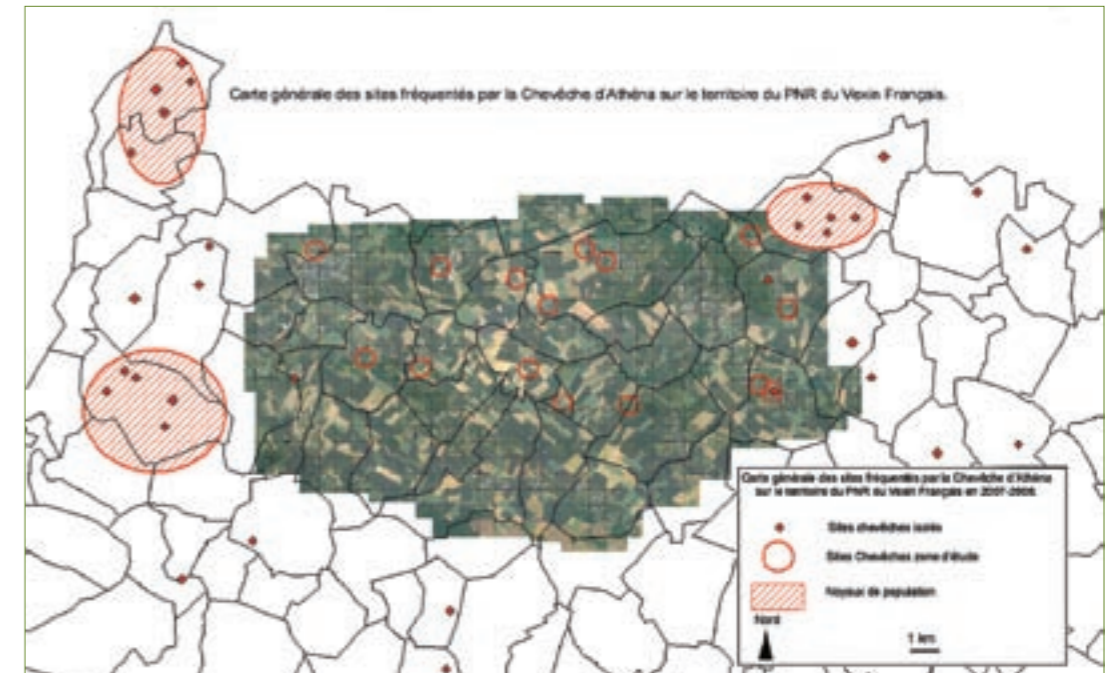 Carte générale des sites fréquentés par la Chevêche d'Athéna sur le territoire du PNR du Vexin Français.
Carte générale des sites fréquentés par la Chevêche d'Athéna
sur le territoire du PNR du Vexin Français en 2007-2008.
Sites chevêches isolés
Sites Chevêches zone d'étude
Noyaux de population
Nord
1 km